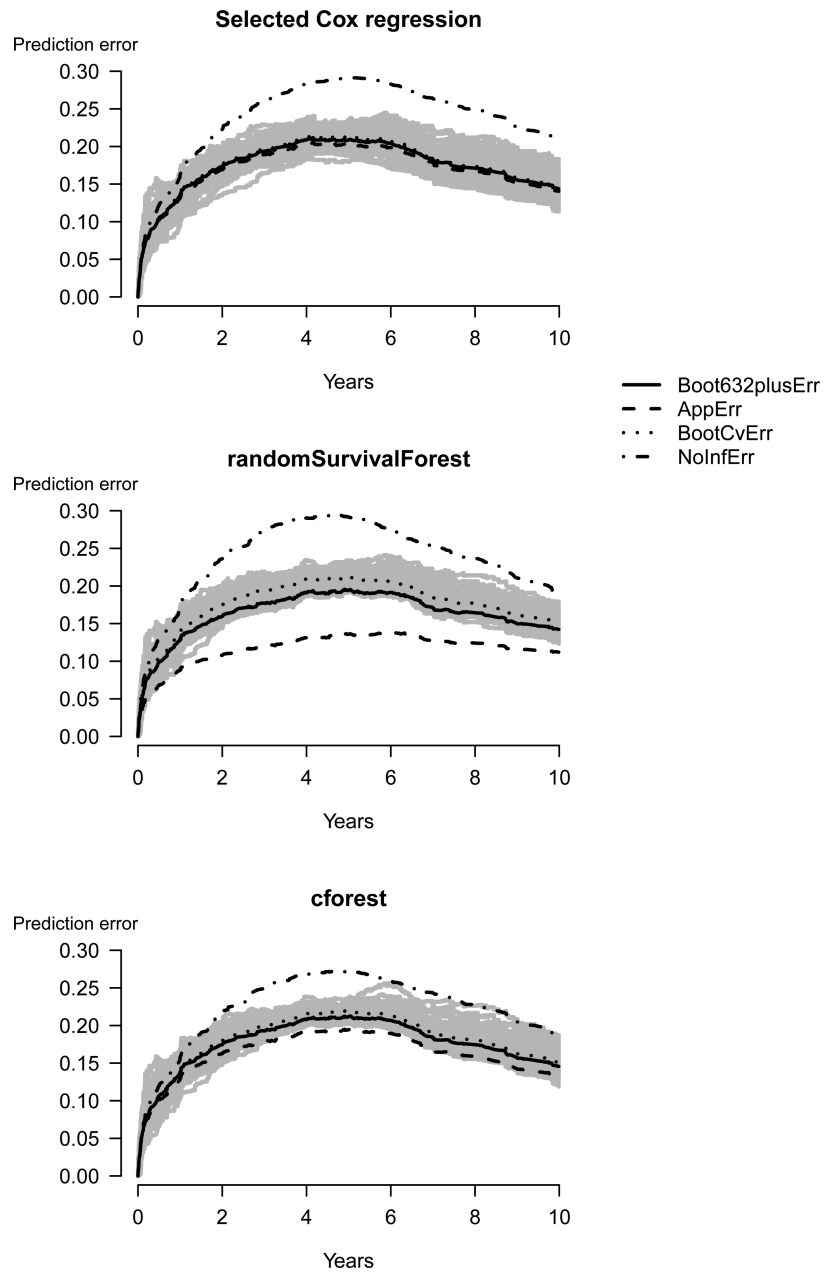 Selected Cox regression
Prediction error
0.30
0.25
0.20
0.15
0.10
0.05
0.00
0 2 4 6 8 10
Years
Boot632plusErr
AppErr
BootCvErr
NoInfErr
randomSurvivalForest
Prediction error
0.30
0.25
0.20
0.15
0.10
0.05
0.00
0 2 4 6 8 10
Years
cforest
Prediction error
0.30
0.25
0.20
0.15
0.10
0.05
0.00
0 2 4 6 8 10
Years